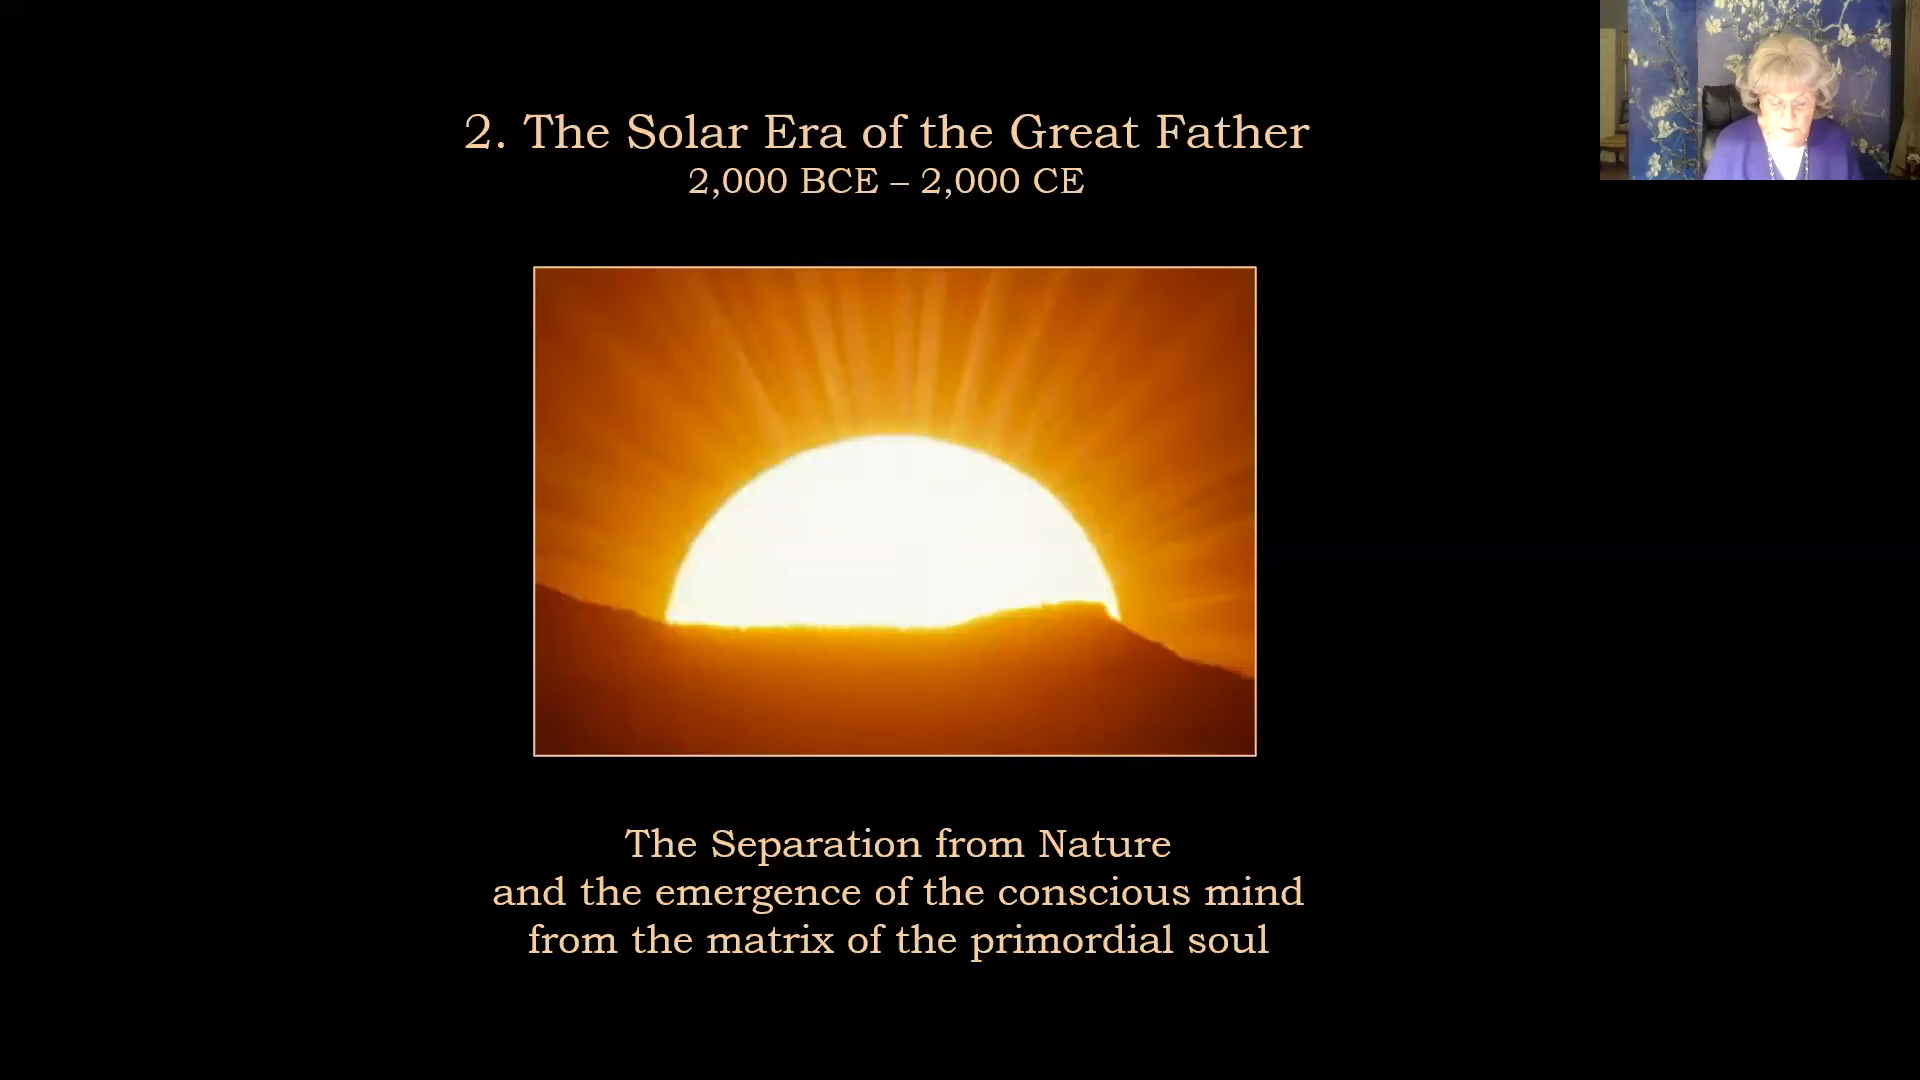 2. The Solar Era of the Great Father
2,000 BCE – 2,000 CE
The Separation from Nature
and the emergence of the conscious mind
from the matrix of the primordial soul